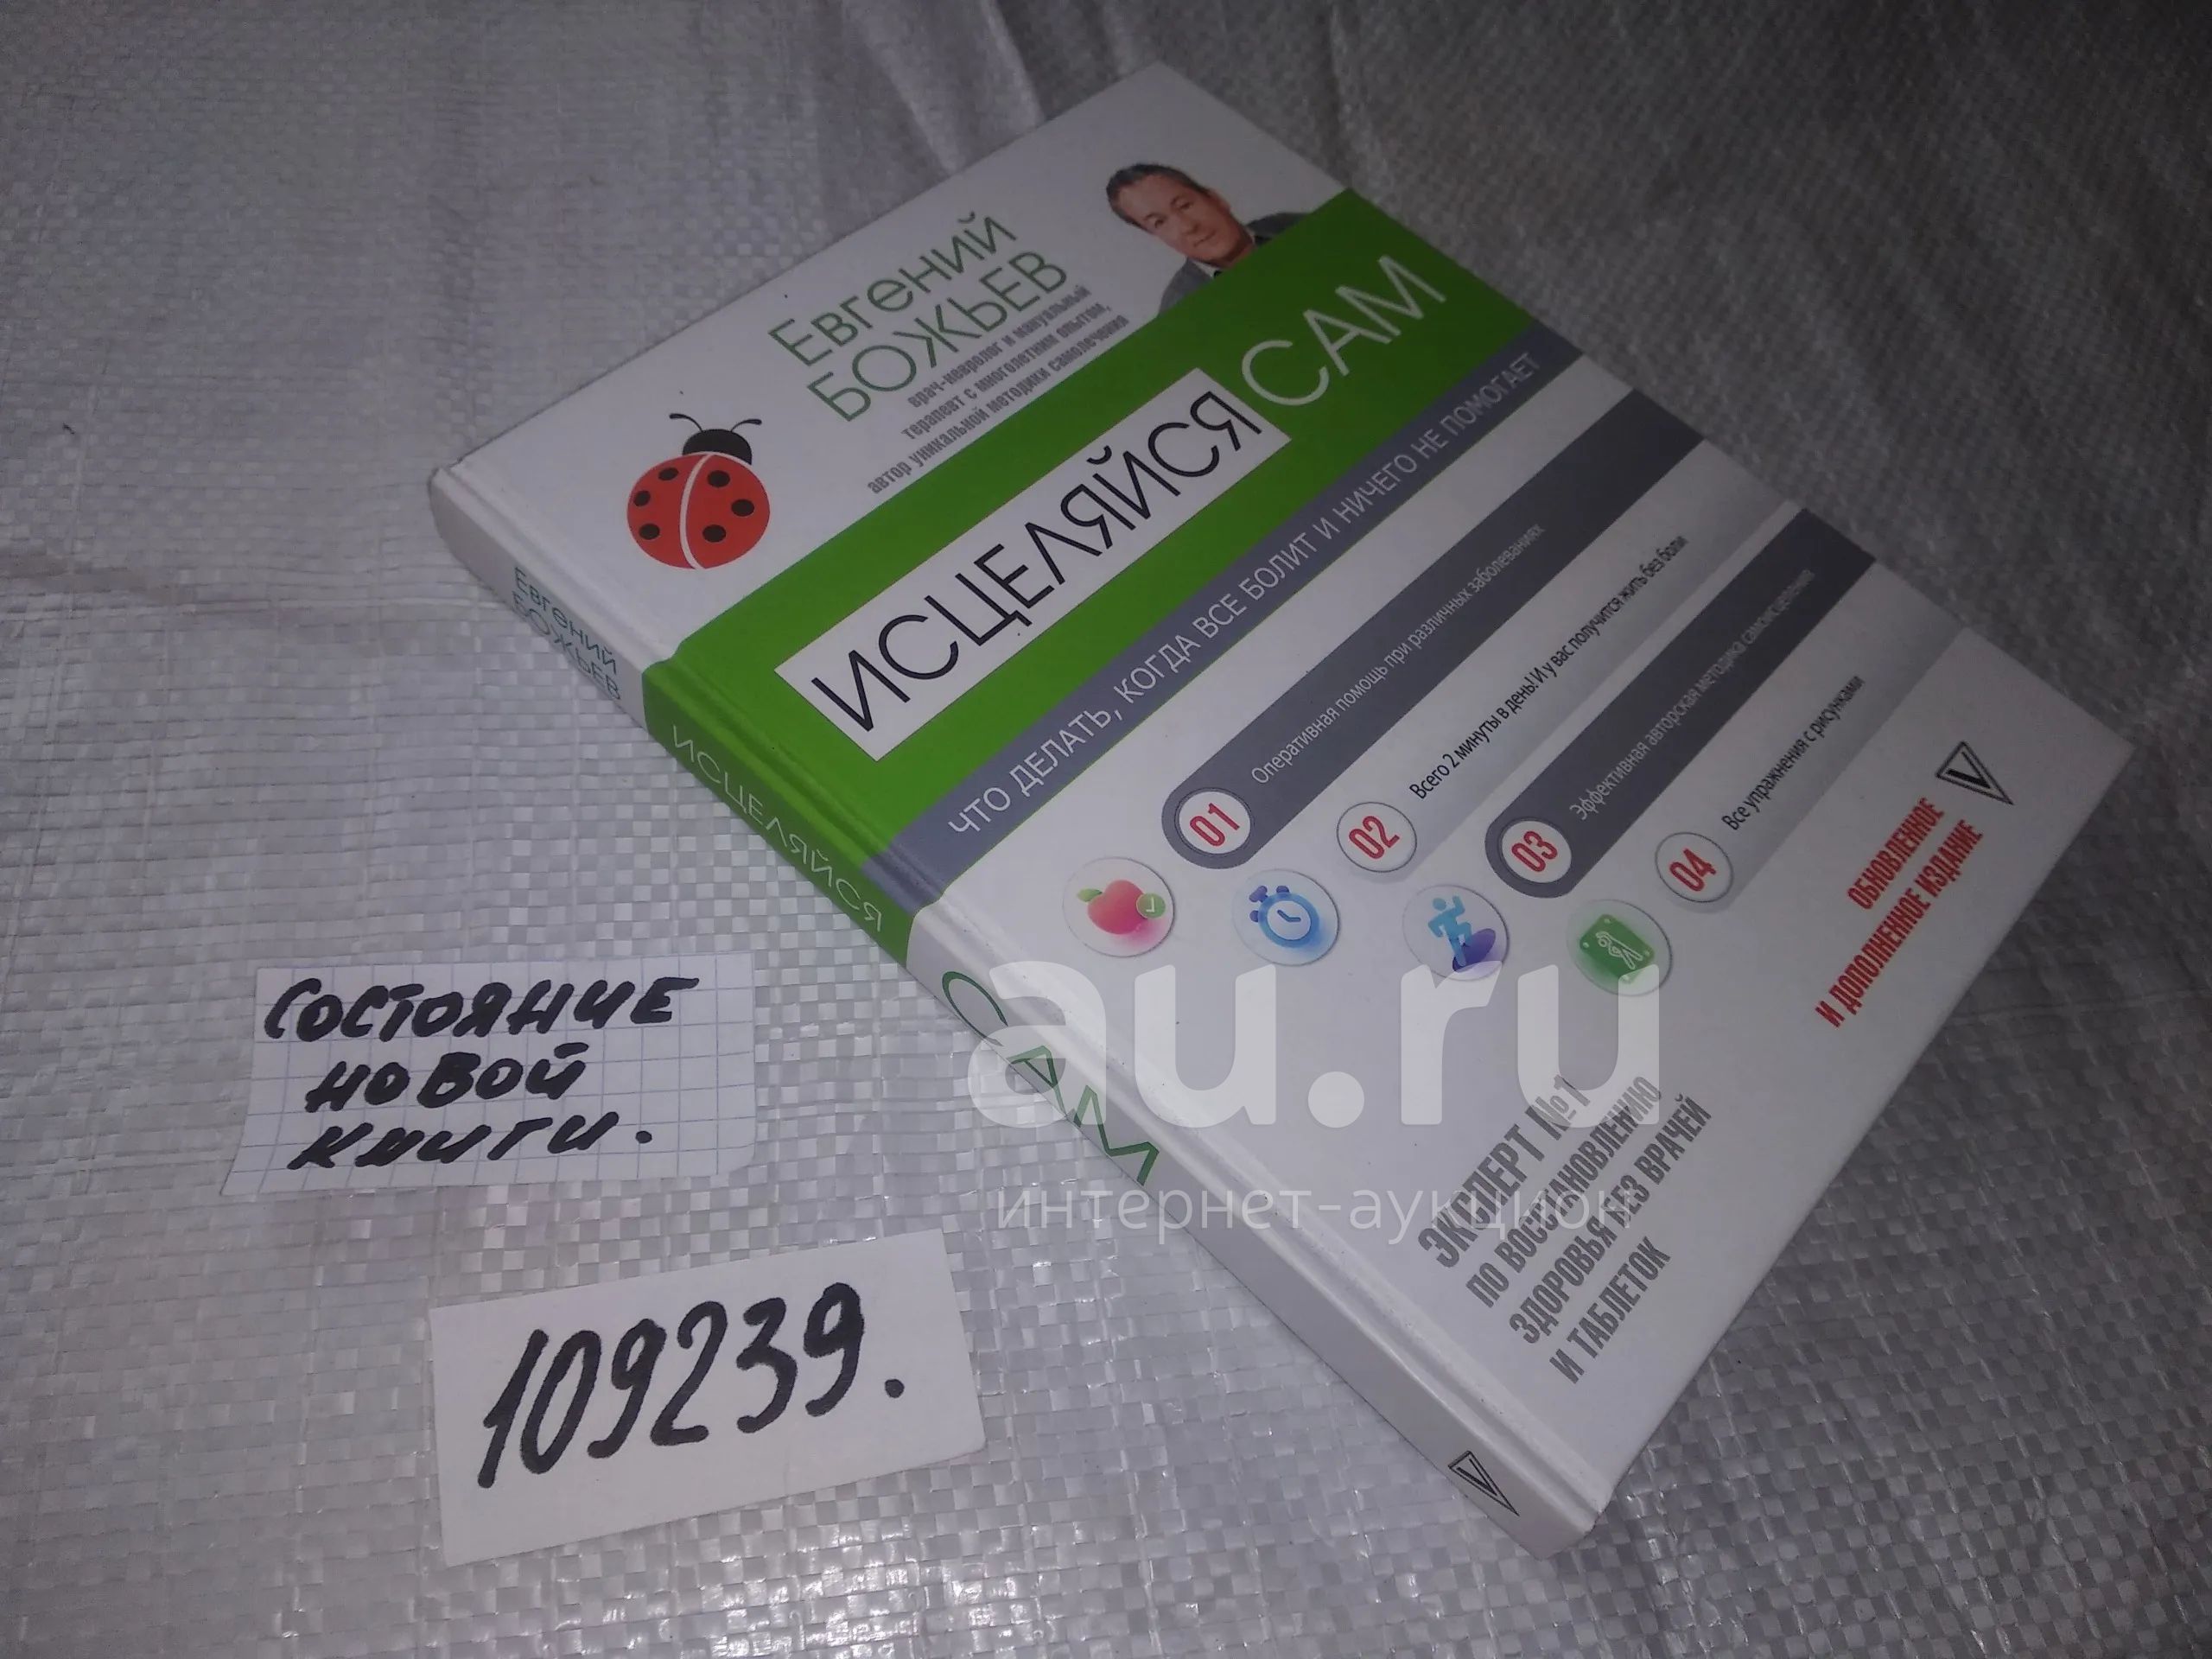 Евгений
БОЖЬЕВ
врач-невролог и мануальный
терапевт с многолетним опытом,
автор уникальной методики самолечения
ИСЦЕЛЯЙСЯ САМ
ЧТО ДЕЛАТЬ, КОГДА ВСЕ БОЛИТ И НИЧЕГО НЕ ПОМОГАЕТ
01 Оперативная помощь при различных заболеваниях
02 Всего 2 минуты в день! И у вас получится жить без боли
03 Эффективная авторская методика самоисцеления
04 Все упражнения с рисунками
ОБНОВЛЕННОЕ
И ДОПОЛНЕННОЕ ИЗДАНИЕ
ЭКСПЕРТ №1
ПО ВОССТАНОВЛЕНИЮ
ЗДОРОВЬЯ БЕЗ ВРАЧЕЙ
И ТАБЛЕТОК
Евгений
БОЖЬЕВ
ИСЦЕЛЯЙСЯ
САМ
СОСТОЯНИЕ
НОВОЙ
КНИГИ.
109239.
au.ru
интернет-аукцион